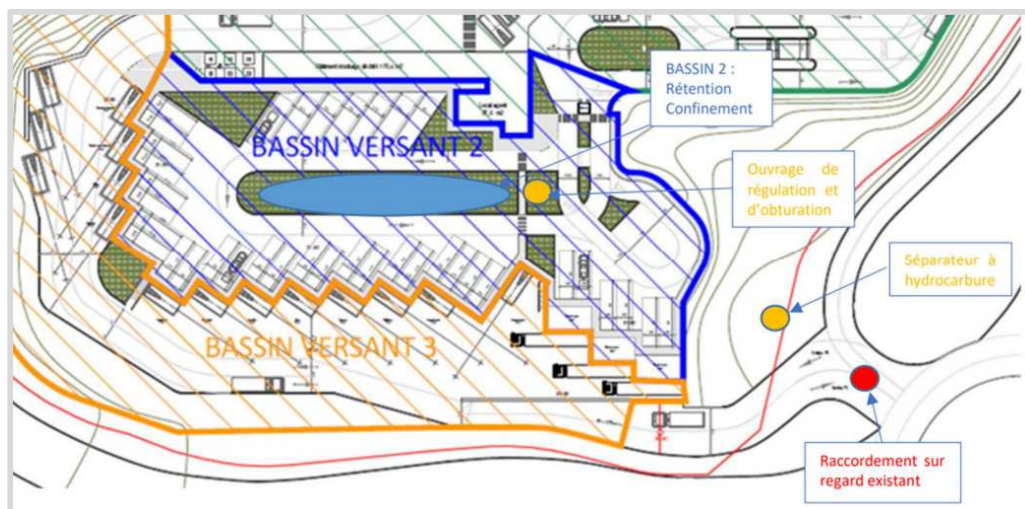 BASSIN 2 :
Rétention
Confinement
BASSIN VERSANT 2
Ouvrage de
régulation et
d'obturation
Séparateur à
hydrocarbure
BASSIN VERSANT 3
Raccordement sur
regard existant